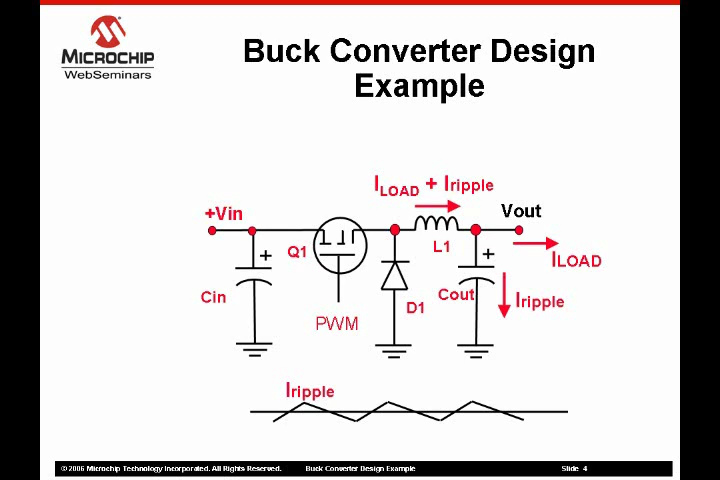 MICROCHIP
WebSeminars
Buck Converter Design
Example
ILOAD + Iripple
+Vin
Vout
Q1
L1
ILOAD
+
+
Cin
D1
Cout
Iripple
PWM
Iripple
© 2006 Microchip Technology Incorporated. All Rights Reserved. Buck Converter Design Example Slide 4